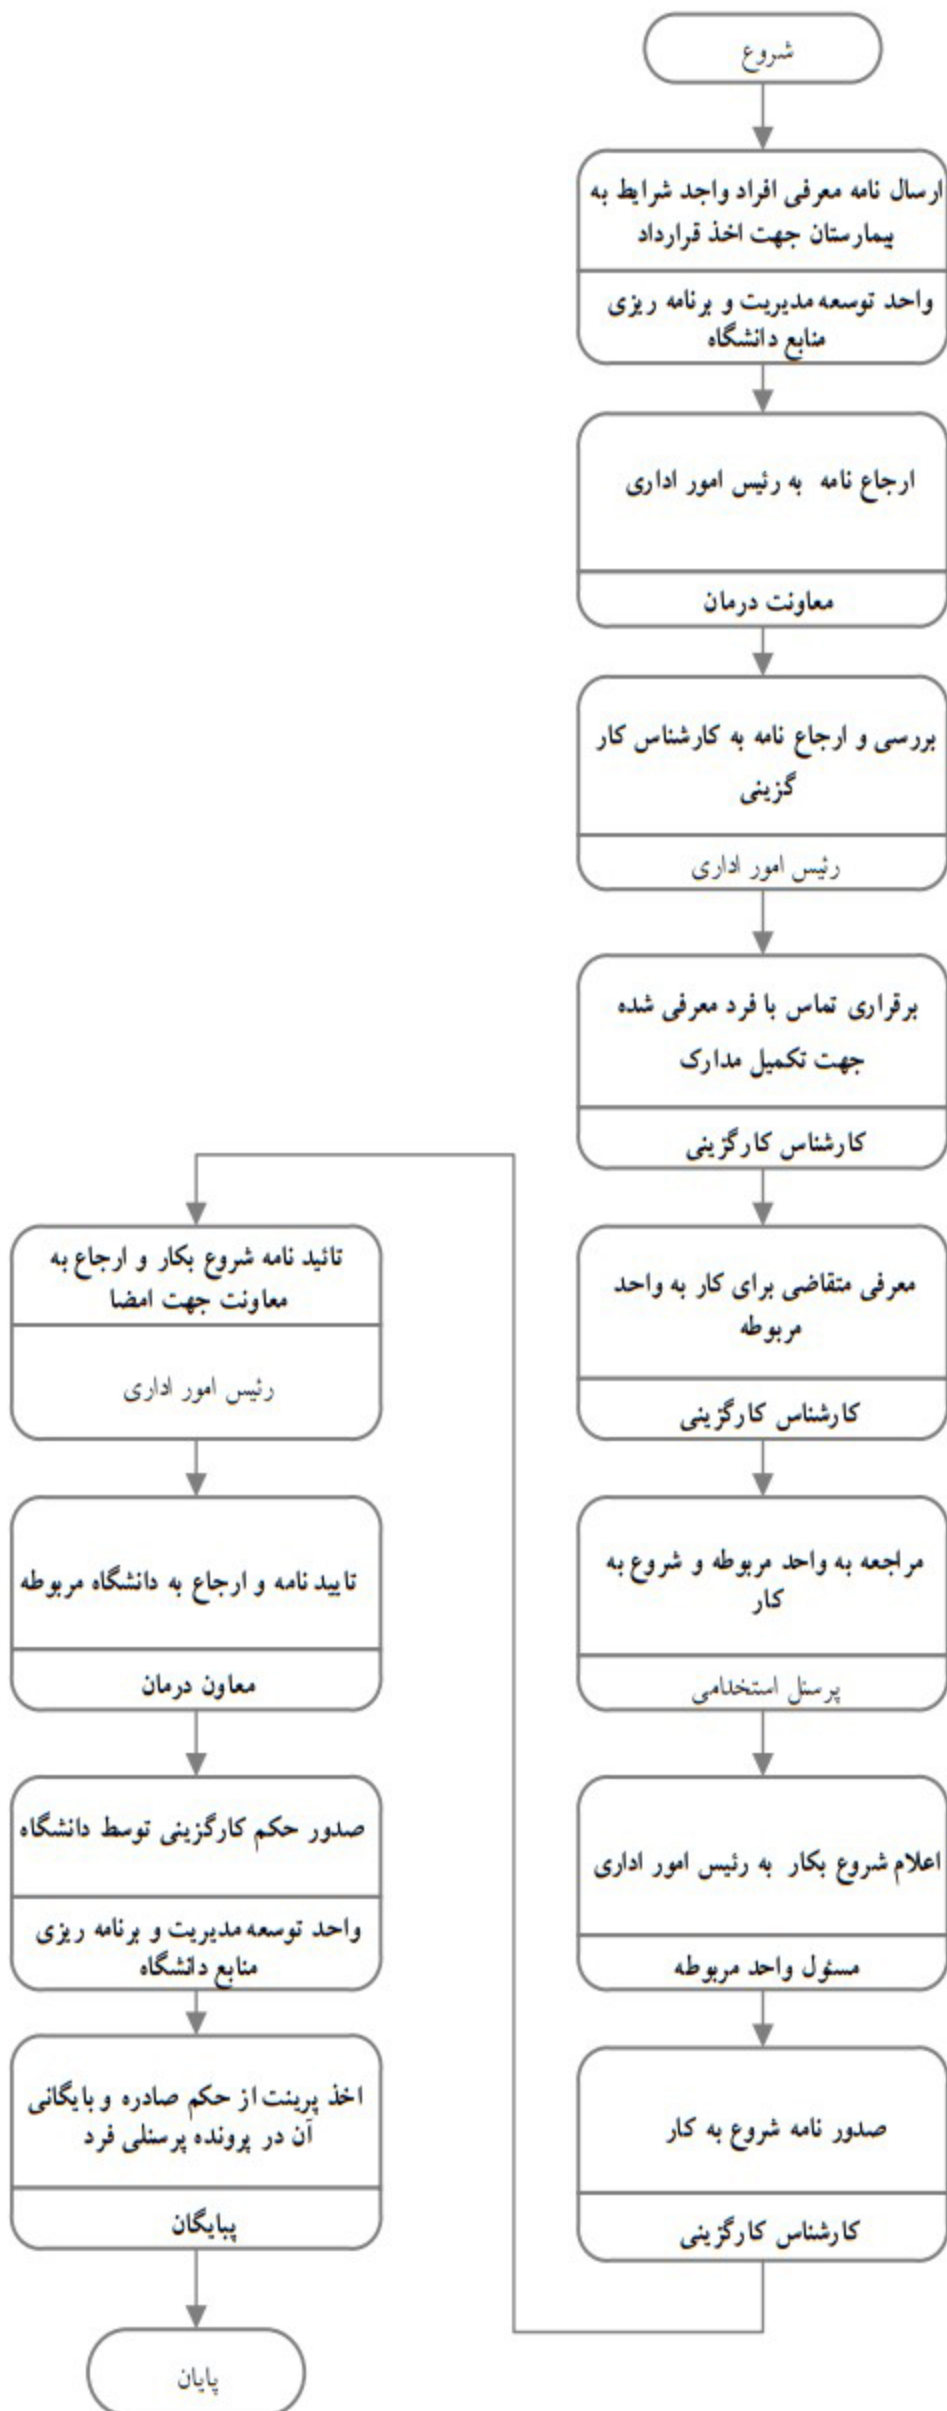 شروع
ارسال نامه معرفی افراد واجد شرایط به
بیمارستان جهت اخذ قرارداد
واحد توسعه مدیریت و برنامه ریزی
منابع دانشگاه
ارجاع نامه به رئیس امور اداری
معاونت درمان
بررسی و ارجاع نامه به کارشناس کار
گزینی
رئیس امور اداری
برقراری تماس با فرد معرفی شده
جهت تکمیل مدارک
کارشناس کارگزینی
معرفی متقاضی برای کار به واحد
مربوطه
کارشناس کارگزینی
مراجعه به واحد مربوطه و شروع به
کار
پرسنل استخدامی
اعلام شروع بکار به رئیس امور اداری
مسئول واحد مربوطه
صدور نامه شروع به کار
کارشناس کارگزینی
تائید نامه شروع بکار و ارجاع به
معاونت جهت امضا
رئیس امور اداری
تایید نامه و ارجاع به دانشگاه مربوطه
معاون درمان
صدور حکم کارگزینی توسط دانشگاه
واحد توسعه مدیریت و برنامه ریزی
منابع دانشگاه
اخذ پرینت از حکم صادره و بایگانی
آن در پرونده پرسنلی فرد
پبایگان
پایان